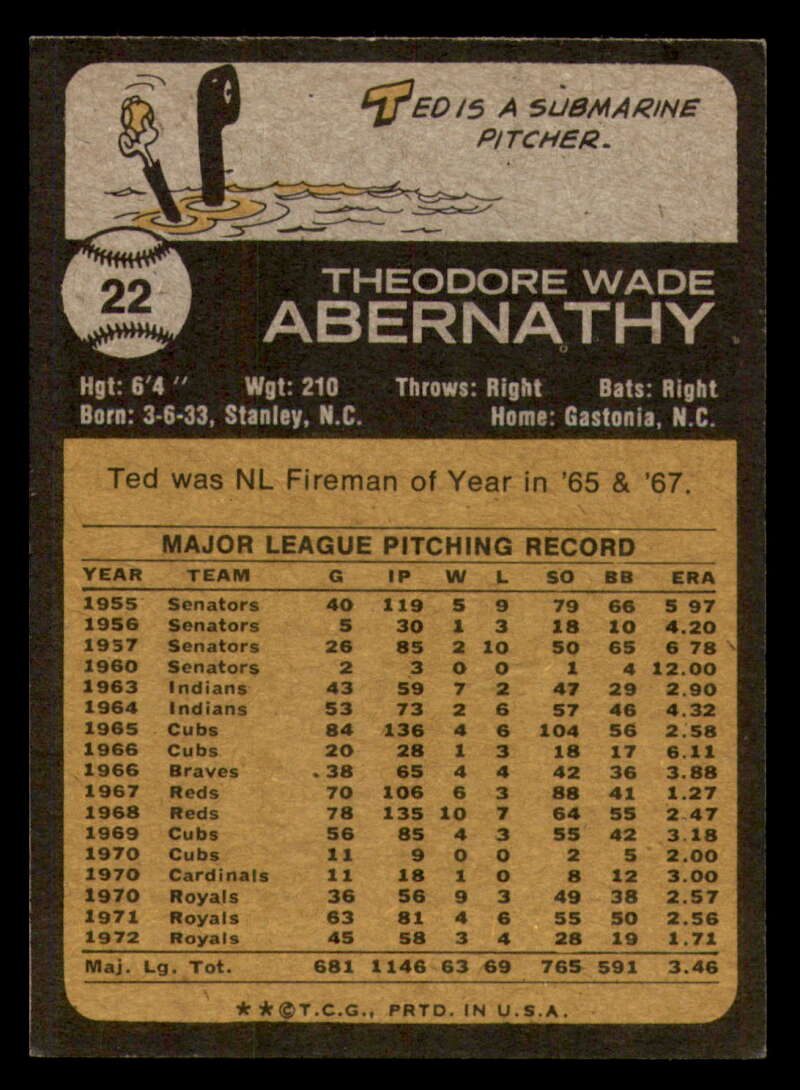 TED IS A SUBMARINE
PITCHER.
22
THEODORE WADE
ABERNATHY
Hgt: 6'4" Wgt: 210 Throws: Right Bats: Right
Born: 3-6-33, Stanley, N.C. Home: Gastonia, N.C.
Ted was NL Fireman of Year in '65 & '67.
MAJOR LEAGUE PITCHING RECORD
YEAR TEAM G IP W L SO BB ERA
1955 Senators 40 119 5 9 79 66 5 97
1956 Senators 5 30 1 3 18 10 4.20
1957 Senators 26 85 2 10 50 65 6 78
1960 Senators 2 3 0 0 1 4 12.00
1963 Indians 43 59 7 2 47 29 2.90
1964 Indians 53 73 2 6 57 46 4.32
1965 Cubs 84 136 4 6 104 56 2.58
1966 Cubs 20 28 1 3 18 17 6.11
1966 Braves 38 65 4 4 42 36 3.88
1967 Reds 70 106 6 3 88 41 1.27
1968 Reds 78 135 10 7 64 55 2.47
1969 Cubs 56 85 4 3 55 42 3.18
1970 Cubs 11 9 0 0 2 5 2.00
1970 Cardinals 11 18 1 0 8 12 3.00
1970 Royals 36 56 9 3 49 38 2.57
1971 Royals 63 81 4 6 55 50 2.56
1972 Royals 45 58 3 4 28 19 1.71
Maj. Lg. Tot. 681 1146 63 69 765 591 3.46
★★©T.C.G., PRTD. IN U.S.A.